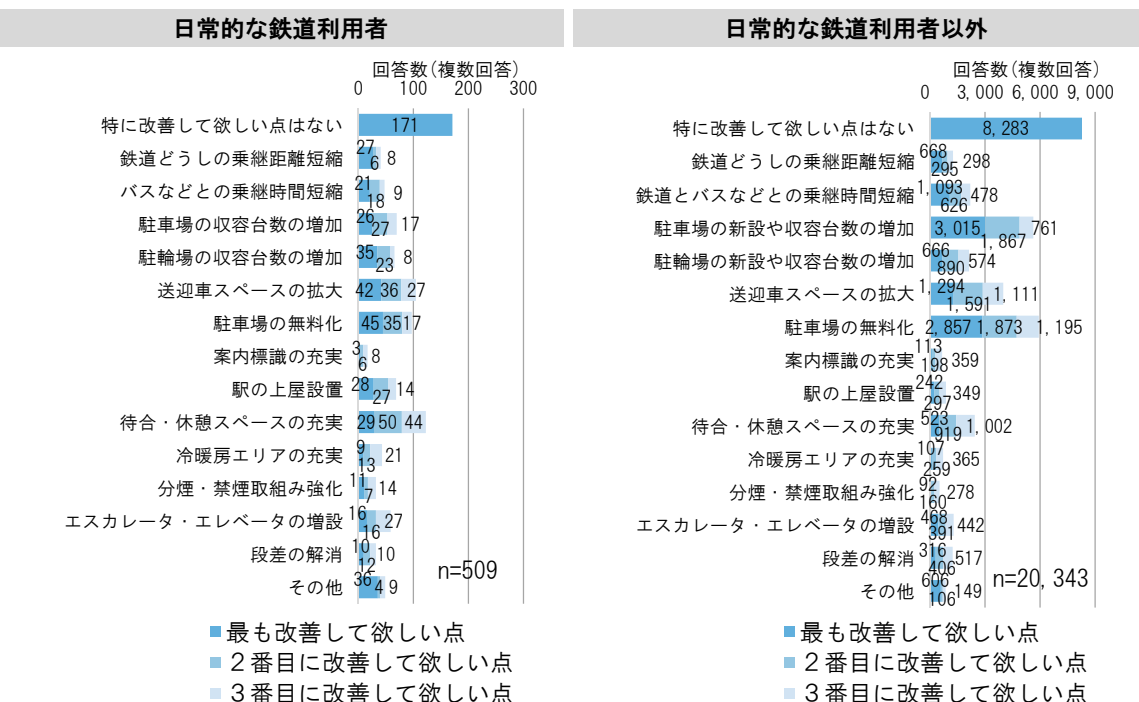 日常的な鉄道利用者
回答数(複数回答)
0 100 200 300
特に改善して欲しい点はない 171
鉄道どうしの乗継距離短縮 27 6 8
バスなどとの乗継時間短縮 21 18 9
駐車場の収容台数の増加 26 27 17
駐輪場の収容台数の増加 35 23 8
送迎車スペースの拡大 42 36 27
駐車場の無料化 45 35 17
案内標識の充実 3 6 8
駅の上屋設置 28 27 14
待合・休憩スペースの充実 29 50 44
冷暖房エリアの充実 9 13 21
分煙・禁煙取組み強化 11 7 14
エスカレータ・エレベータの増設 16 16 27
段差の解消 10 12 10
その他 36 4 9
n=509
■最も改善して欲しい点
■２番目に改善して欲しい点
■３番目に改善して欲しい点
日常的な鉄道利用者以外
回答数(複数回答)
0 3,000 6,000 9,000
特に改善して欲しい点はない 8,283
鉄道どうしの乗継距離短縮 668 295 298
鉄道とバスなどとの乗継時間短縮 1,093 626 478
駐車場の新設や収容台数の増加 3,015 1,867 761
駐輪場の新設や収容台数の増加 666 890 574
送迎車スペースの拡大 1,294 1,591 1,111
駐車場の無料化 2,857 1,873 1,195
案内標識の充実 113 198 359
駅の上屋設置 242 297 349
待合・休憩スペースの充実 523 919 1,002
冷暖房エリアの充実 107 259 365
分煙・禁煙取組み強化 92 160 278
エスカレータ・エレベータの増設 468 391 442
段差の解消 316 406 517
その他 606 106 149
n=20,343
■最も改善して欲しい点
■２番目に改善して欲しい点
■３番目に改善して欲しい点